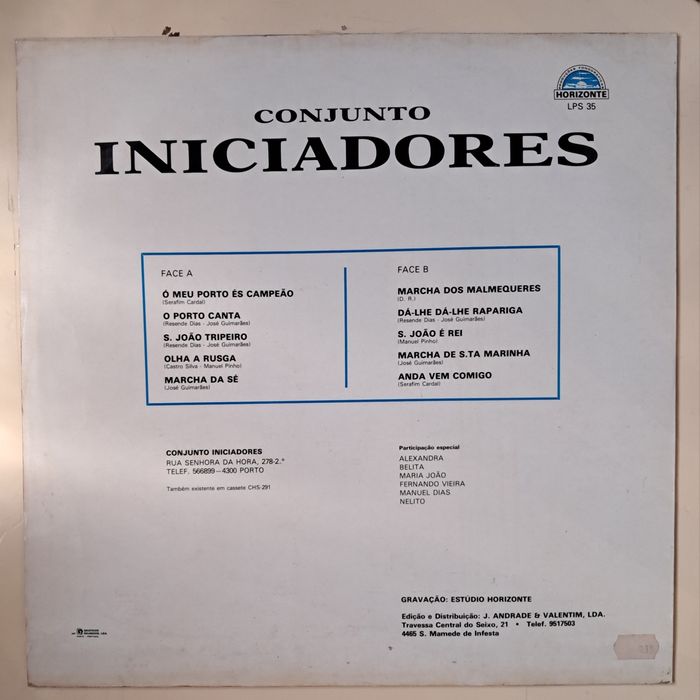 HORIZONTE
LPS 35
CONJUNTO
INICIADORES
FACE A
Ó MEU PORTO ÉS CAMPEÃO
(Serafim Cardal)
O PORTO CANTA
(Resende Dias - José Guimarães)
S. JOÃO TRIPEIRO
(Resende Dias - José Guimarães)
OLHA A RUSGA
(Castro Silva - Manuel Pinho)
MARCHA DA SÉ
(José Guimarães)
FACE B
MARCHA DOS MALMEQUERES
(D. R.)
DÁ-LHE DÁ-LHE RAPARIGA
(Resende Dias - José Guimarães)
S. JOÃO É REI
(Manuel Pinho)
MARCHA DE S.TA MARINHA
(José Guimarães)
ANDA VEM COMIGO
(Serafim Cardal)
CONJUNTO INICIADORES
RUA SENHORA DA HORA, 278-2.º
TELEF. 566899 — 4300 PORTO
Também existente em cassete CHS-291
Participação especial
ALEXANDRA
BELITA
MARIA JOÃO
FERNANDO VIEIRA
MANUEL DIAS
NELITO
GRAVAÇÃO: ESTÚDIO HORIZONTE
Edição e Distribuição: J. ANDRADE & VALENTIM, LDA.
Travessa Central do Seixo, 21 • Telef. 9517503
4465 S. Mamede de Infesta